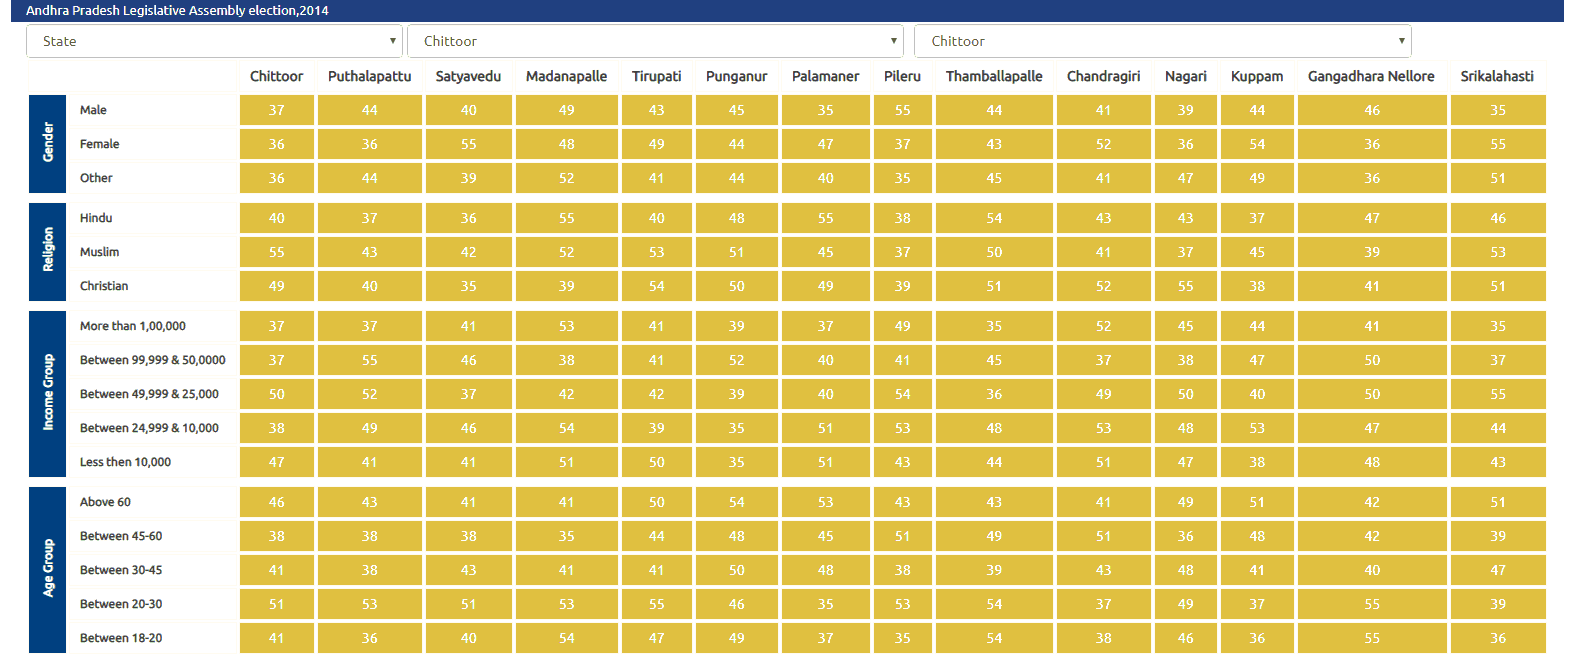 Andhra Pradesh Legislative Assembly election,2014
State Chittoor Chittoor
Chittoor Puthalapattu Satyavedu Madanapalle Tirupati Punganur Palamaner Pileru Thamballapalle Chandragiri Nagari Kuppam Gangadhara Nellore Srikalahasti
Gender
Male 37 44 40 49 43 45 35 55 44 41 39 44 46 35
Female 36 36 55 48 49 44 47 37 43 52 36 54 36 55
Other 36 44 39 52 41 44 40 35 45 41 47 49 36 51
Religion
Hindu 40 37 36 55 40 48 55 38 54 43 43 37 47 46
Muslim 55 43 42 52 53 51 45 37 50 41 37 45 39 53
Christian 49 40 35 39 54 50 49 39 51 52 55 38 41 51
Income Group
More than 1,00,000 37 37 41 53 41 39 37 49 35 52 45 44 41 35
Between 99,999 & 50,0000 37 55 46 38 41 52 40 41 45 37 38 47 50 37
Between 49,999 & 25,000 50 52 37 42 42 39 40 54 36 49 50 40 50 55
Between 24,999 & 10,000 38 49 46 54 39 35 51 53 48 53 48 53 47 44
Less then 10,000 47 41 41 51 50 35 51 43 44 51 47 38 48 43
Age Group
Above 60 46 43 41 41 50 54 53 43 43 41 49 51 42 51
Between 45-60 38 38 38 35 44 48 45 51 49 51 36 48 42 39
Between 30-45 41 38 43 41 41 50 48 38 39 43 48 41 40 47
Between 20-30 51 53 51 53 55 46 35 53 54 37 49 37 55 39
Between 18-20 41 36 40 54 47 49 37 35 54 38 46 36 55 36